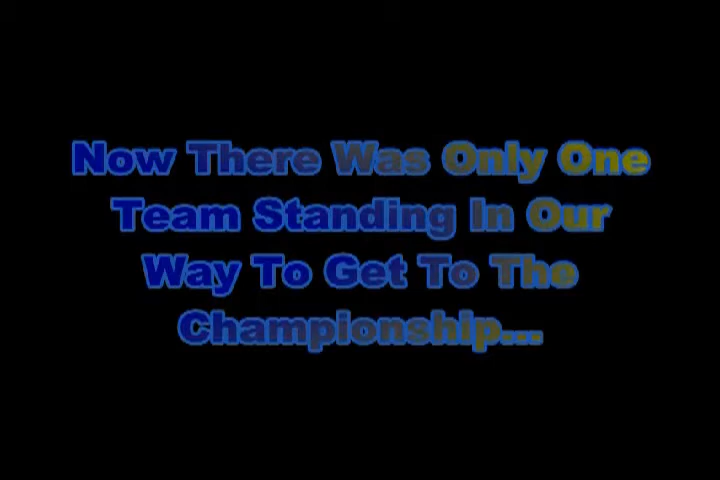 Now There Was Only One
Team Standing In Our
Way To Get To The
Championship...